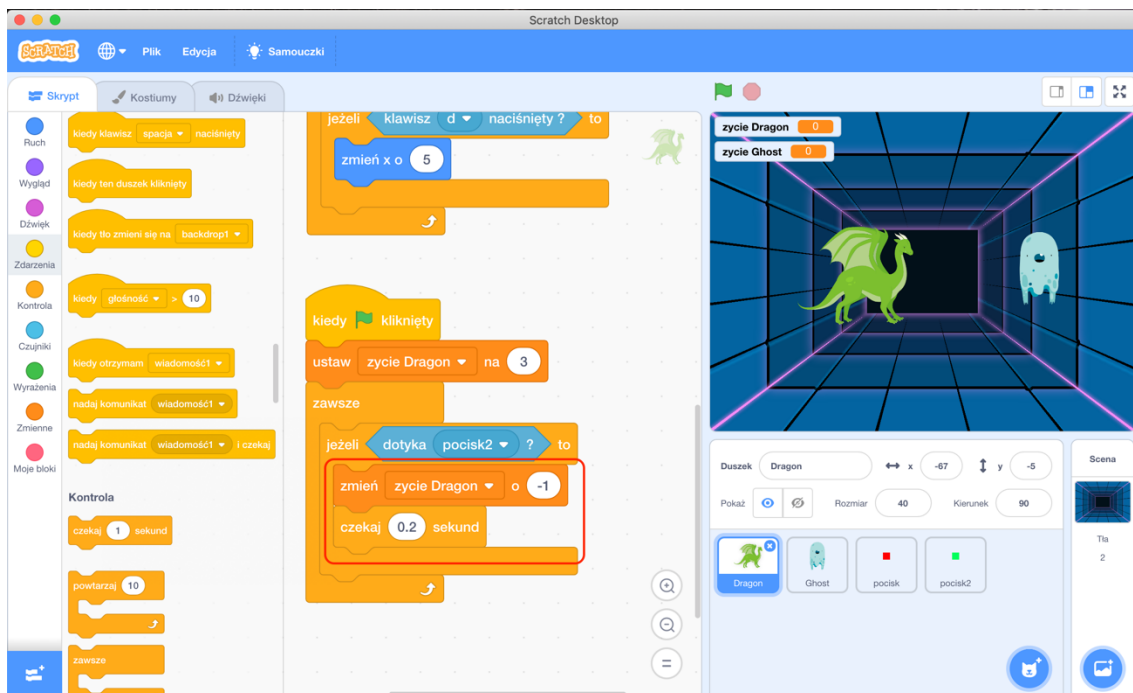 Scratch Desktop
SCRATCH Plik Edycja Samouczki
Skrypt Kostiumy Dźwięki
Ruch
Wygląd
Dźwięk
Zdarzenia
Kontrola
Czujniki
Wyrażenia
Zmienne
Moje bloki
kiedy klawisz spacja naciśnięty
kiedy ten duszek kliknięty
kiedy tło zmieni się na backdrop1
kiedy głośność > 10
kiedy otrzymam wiadomość1
nadaj komunikat wiadomość1
nadaj komunikat wiadomość1 i czekaj
Kontrola
czekaj 1 sekund
powtarzaj 10
zawsze
jeżeli klawisz d naciśnięty ? to
zmień x o 5
kiedy kliknięty
ustaw zycie Dragon na 3
zawsze
jeżeli dotyka pocisk2 ? to
zmień zycie Dragon o -1
czekaj 0.2 sekund
zycie Dragon 0
zycie Ghost 0
Duszek Dragon x -67 y -5
Pokaż Rozmiar 40 Kierunek 90
Dragon Ghost pocisk pocisk2
Scena
Tła
2